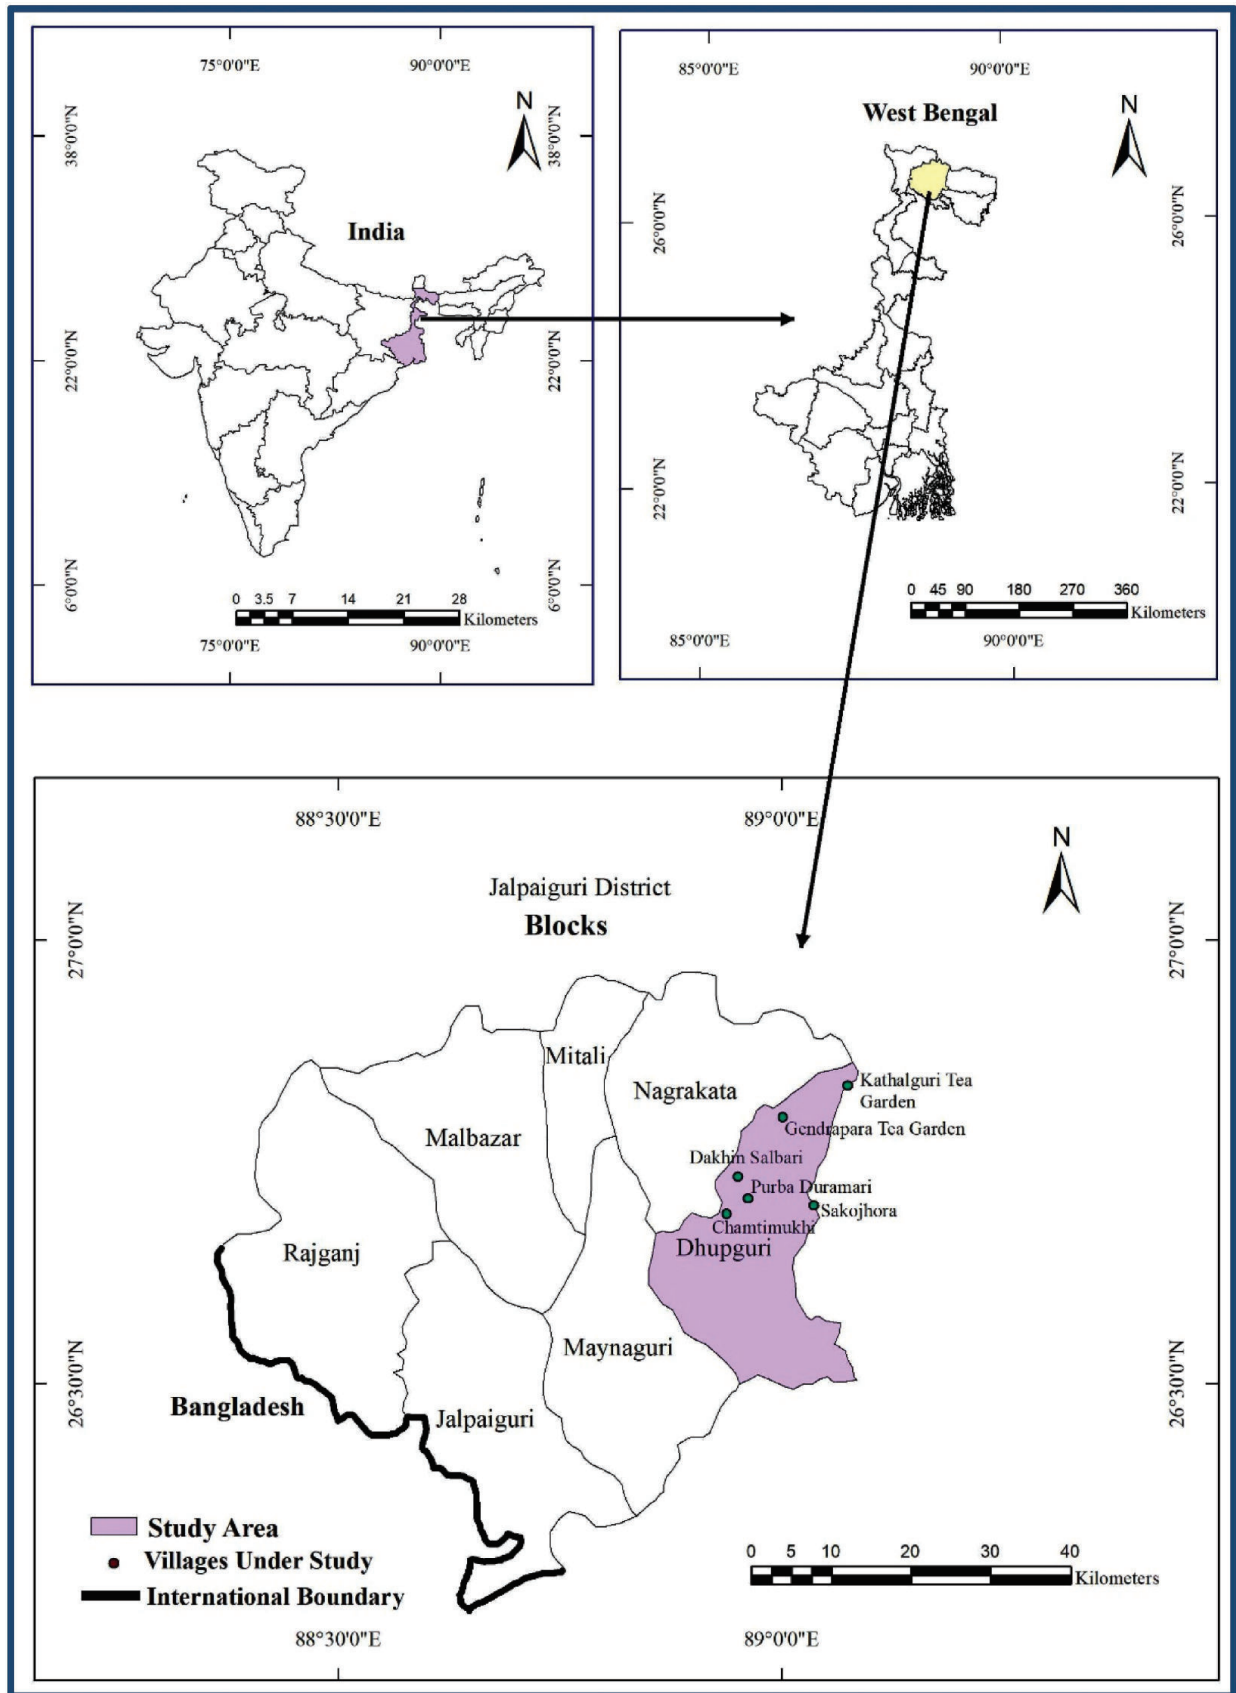 75°0'0"E 90°0'0"E
N
38°0'0"N 38°0'0"N
India
22°0'0"N 22°0'0"N
6°0'0"N 6°0'0"N
0 3.5 7 14 21 28
Kilometers
75°0'0"E 90°0'0"E
85°0'0"E 90°0'0"E
West Bengal
N
26°0'0"N 26°0'0"N
22°0'0"N 22°0'0"N
0 45 90 180 270 360
Kilometers
85°0'0"E 90°0'0"E
88°30'0"E 89°0'0"E
N
Jalpaiguri District
Blocks
27°0'0"N 27°0'0"N
Mitali
Nagrakata
Kathalguri Tea
Garden
Gendrapara Tea Garden
Malbazar
Dakhin Salbari
Purba Duramari
Sakojhora
Chamtimukhi
Dhupguri
Rajganj
Maynaguri
26°30'0"N 26°30'0"N
Bangladesh
Jalpaiguri
Study Area
Villages Under Study
International Boundary
0 5 10 20 30 40
Kilometers
88°30'0"E 89°0'0"E